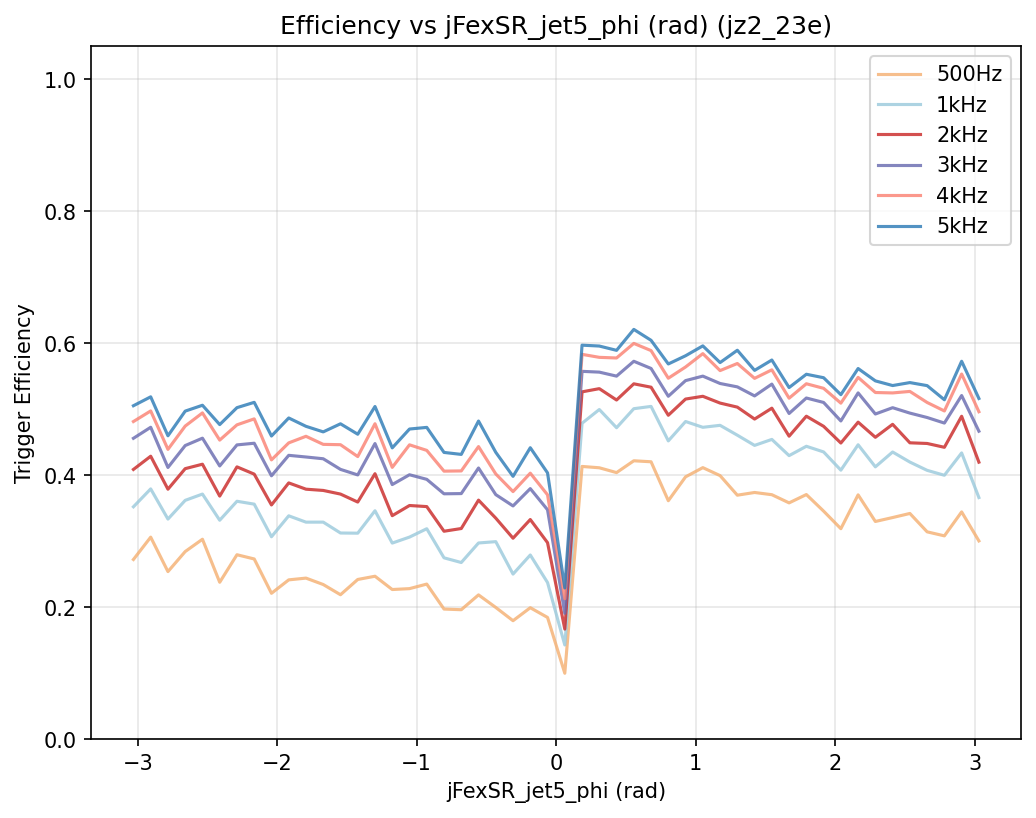 Efficiency vs jFexSR_jet5_phi (rad) (jz2_23e)
1.0
0.8
0.6
0.4
0.2
0.0
Trigger Efficiency
500Hz
1kHz
2kHz
3kHz
4kHz
5kHz
−3
−2
−1
0
1
2
3
jFexSR_jet5_phi (rad)